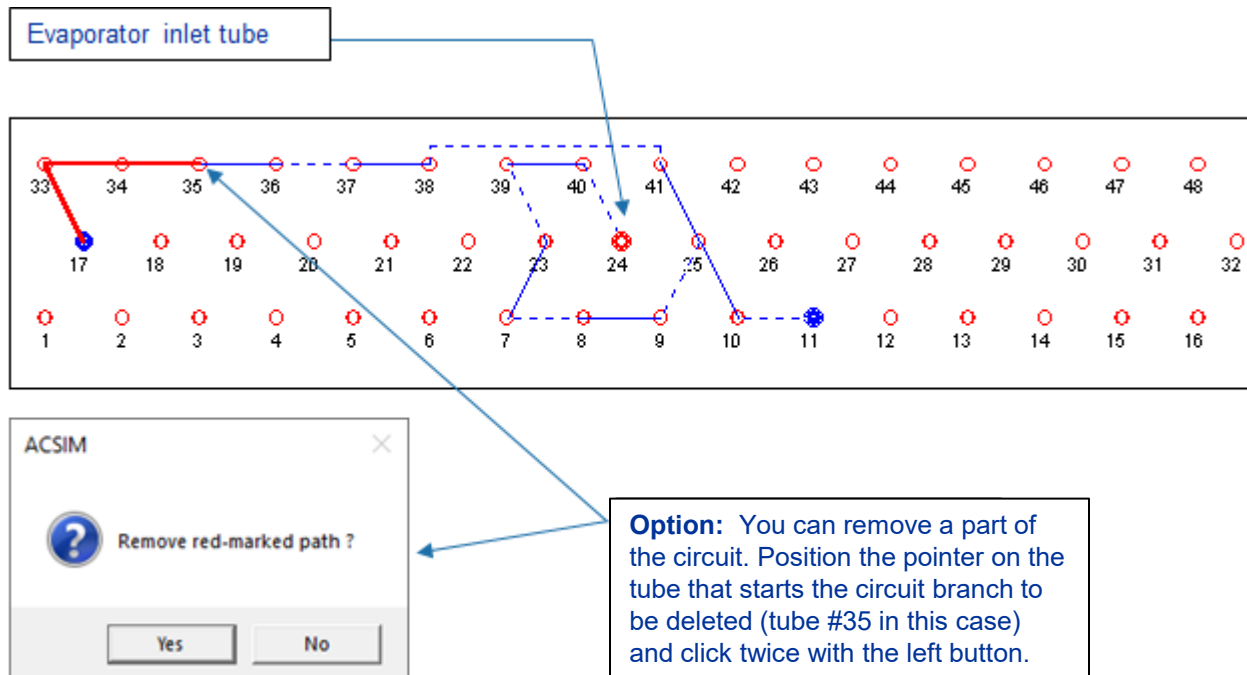 Evaporator inlet tube
33 34 35 36 37 38 39 40 41 42 43 44 45 46 47 48
17 18 19 20 21 22 23 24 25 26 27 28 29 30 31 32
1 2 3 4 5 6 7 8 9 10 11 12 13 14 15 16
ACSIM
Remove red-marked path ?
Yes No
Option: You can remove a part of
the circuit. Position the pointer on the
tube that starts the circuit branch to
be deleted (tube #35 in this case)
and click twice with the left button.